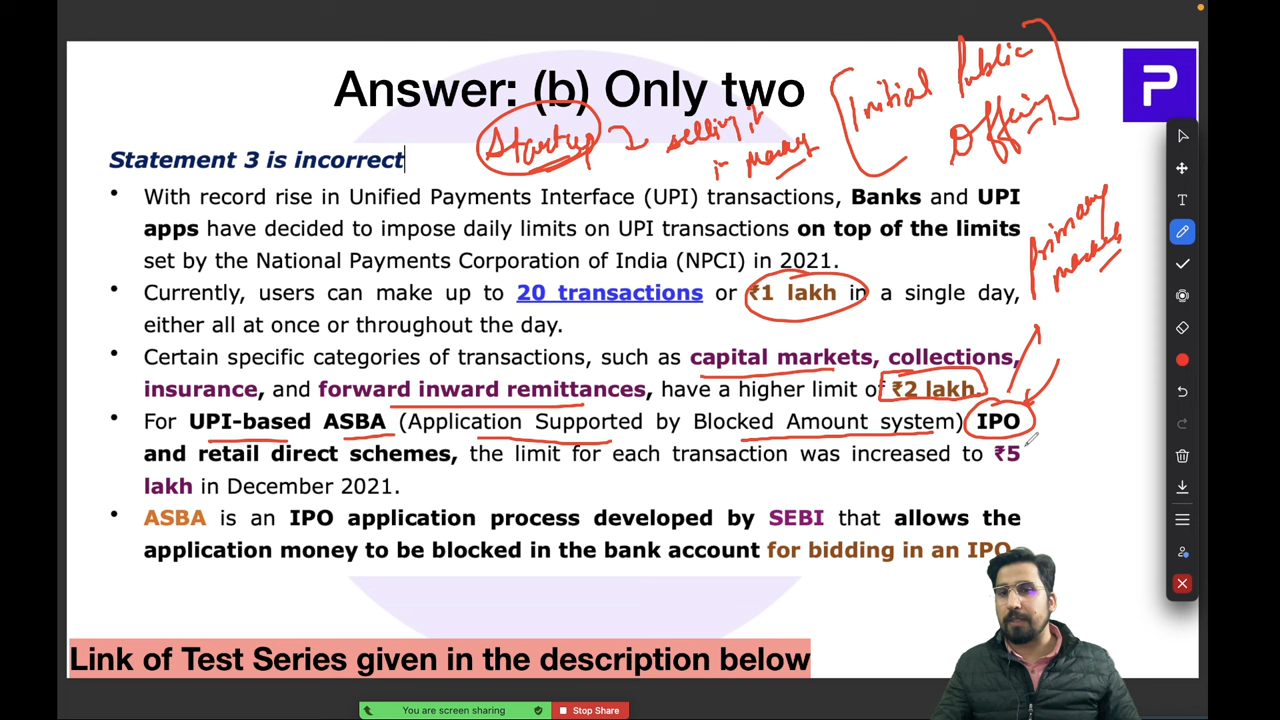 Answer: (b) Only two
Initial Public
Offering
Startup
selling it
in
Statement 3 is incorrect
P
• With record rise in Unified Payments Interface (UPI) transactions, Banks and UPI
apps have decided to impose daily limits on UPI transactions on top of the limits
set by the National Payments Corporation of India (NPCI) in 2021.
Primary
• Currently, users can make up to 20 transactions or ₹1 lakh in a single day,
either all at once or throughout the day.
• Certain specific categories of transactions, such as capital markets, collections,
insurance, and forward inward remittances, have a higher limit of ₹2 lakh.
• For UPI-based ASBA (Application Supported by Blocked Amount system) IPO
and retail direct schemes, the limit for each transaction was increased to ₹5
lakh in December 2021.
• ASBA is an IPO application process developed by SEBI that allows the
application money to be blocked in the bank account for bidding in an IPO.
Link of Test Series given in the description below
You are screen sharing
Stop Share